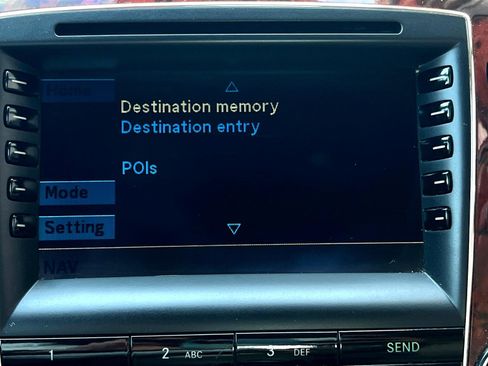 Home
Destination memory
Destination entry
POIs
Mode
Setting
NAV
1
2 ABC
3 DEF
SEND